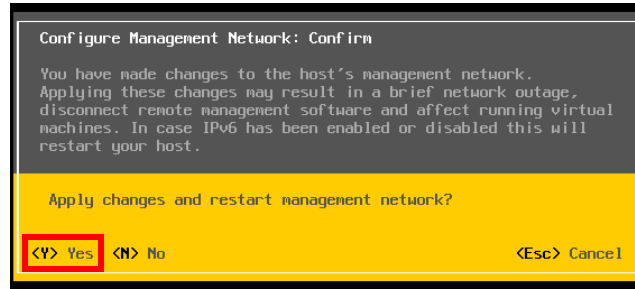 Configure Management Network: Confirm
You have made changes to the host's management network.
Applying these changes may result in a brief network outage,
disconnect remote management software and affect running virtual
machines. In case IPv6 has been enabled or disabled this will
restart your host.
Apply changes and restart management network?
<Y> Yes <N> No <Esc> Cancel